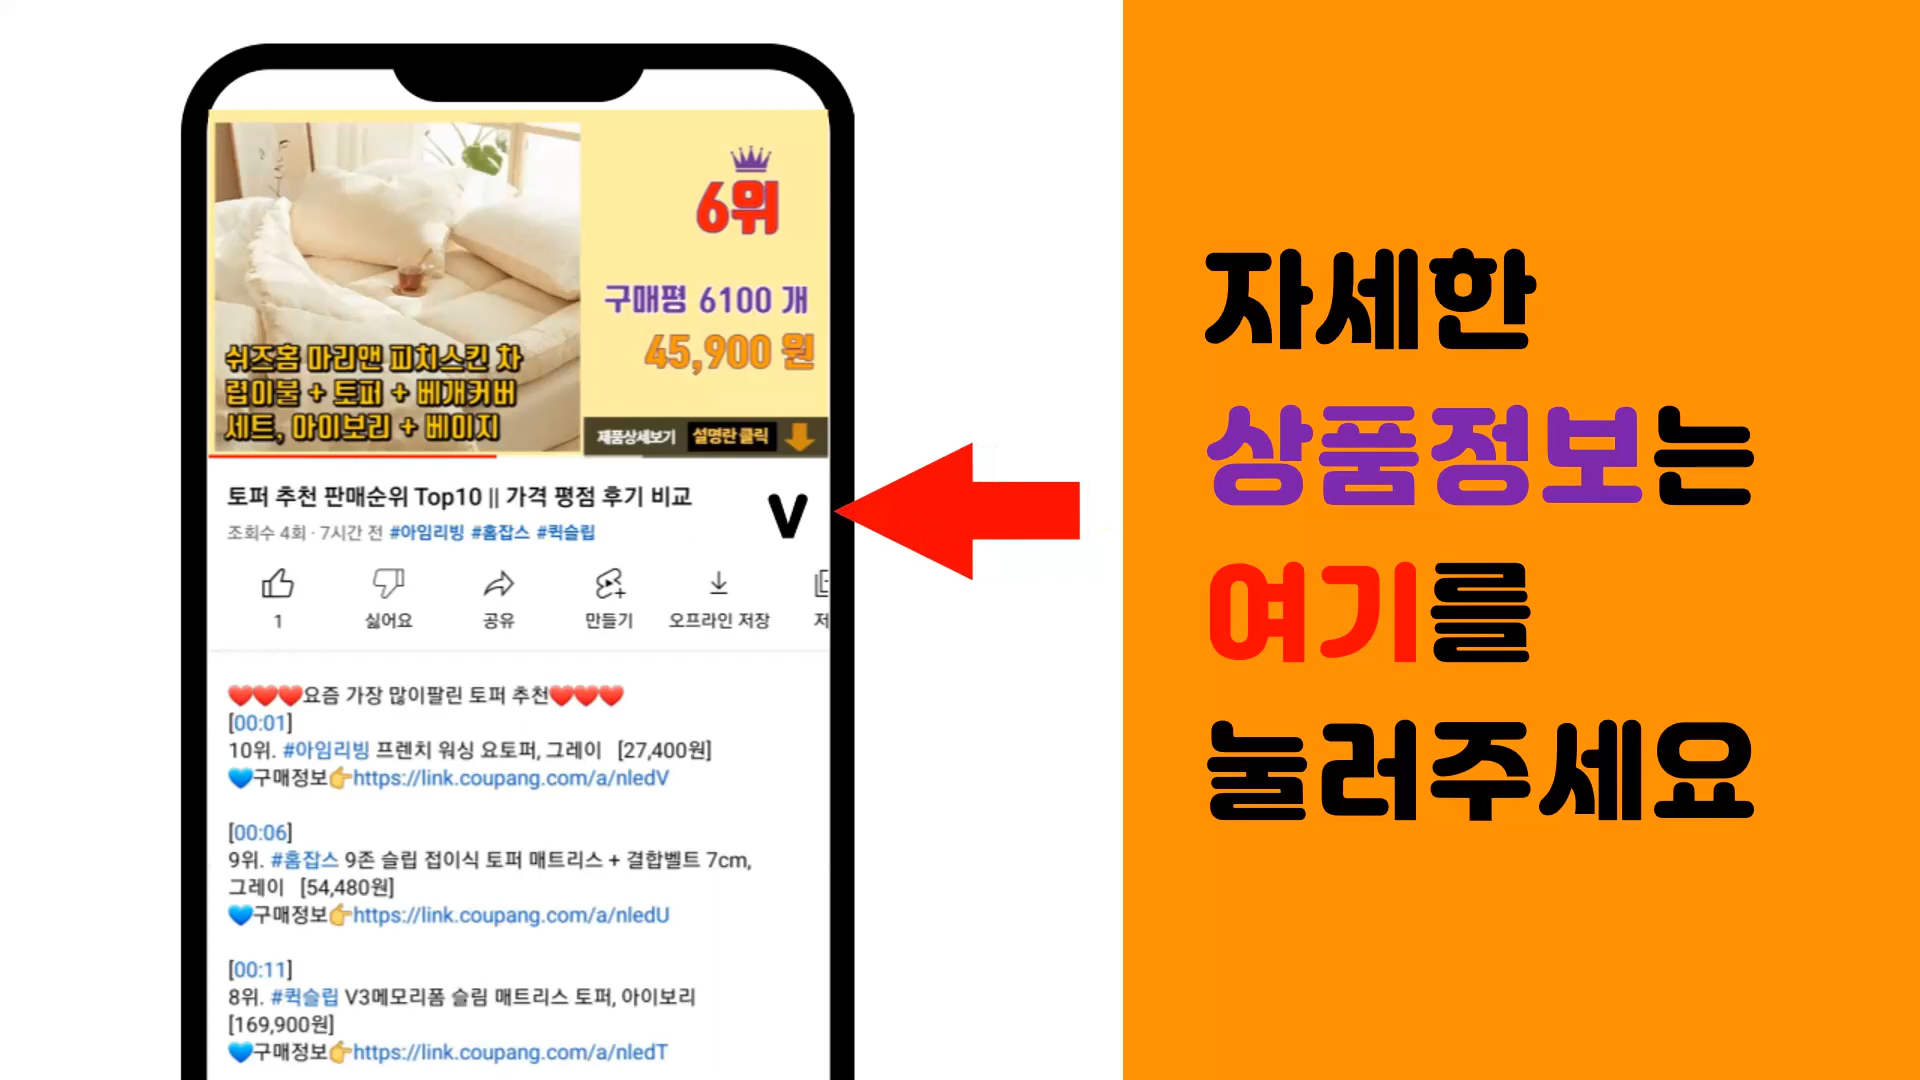 6위
구매평 6100 개
45,900 원
쉬즈홈 마리앤 피치스킨 차
렵이불 + 토퍼 + 베개커버
세트, 아이보리 + 베이지
제품상세보기 설명란 클릭
토퍼 추천 판매순위 Top10 || 가격 평점 후기 비교
V
조회수 4회 · 7시간 전 #아임리빙 #홈잡스 #퀵슬립
1 싫어요 공유 만들기 오프라인 저장 저
❤️❤️❤️요즘 가장 많이팔린 토퍼 추천❤️❤️❤️
[00:01]
10위. #아임리빙 프렌치 워싱 요토퍼, 그레이 [27,400원]
💙구매정보👉https://link.coupang.com/a/nledV
[00:06]
9위. #홈잡스 9존 슬립 접이식 토퍼 매트리스 + 결합벨트 7cm,
그레이 [54,480원]
💙구매정보👉https://link.coupang.com/a/nledU
[00:11]
8위. #퀵슬립 V3메모리폼 슬림 매트리스 토퍼, 아이보리
[169,900원]
💙구매정보👉https://link.coupang.com/a/nledT
자세한
상품정보는
여기를
눌러주세요